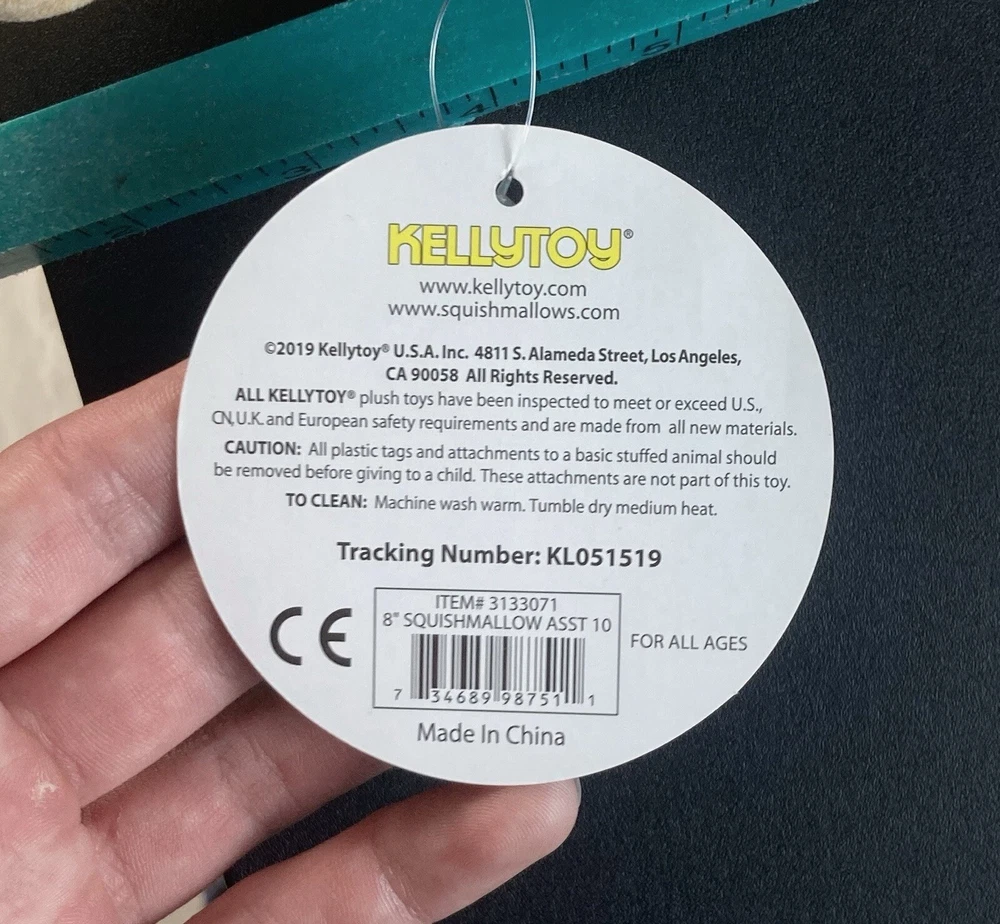 5
4
3
KELLYTOY®
www.kellytoy.com
www.squishmallows.com
©2019 Kellytoy® U.S.A. Inc. 4811 S. Alameda Street, Los Angeles,
CA 90058 All Rights Reserved.
ALL KELLYTOY® plush toys have been inspected to meet or exceed U.S.,
CN, U.K. and European safety requirements and are made from all new materials.
CAUTION: All plastic tags and attachments to a basic stuffed animal should
be removed before giving to a child. These attachments are not part of this toy.
TO CLEAN: Machine wash warm. Tumble dry medium heat.
Tracking Number: KL051519
CE
ITEM# 3133071
8" SQUISHMALLOW ASST 10
7 34689 98751 1
FOR ALL AGES
Made In China